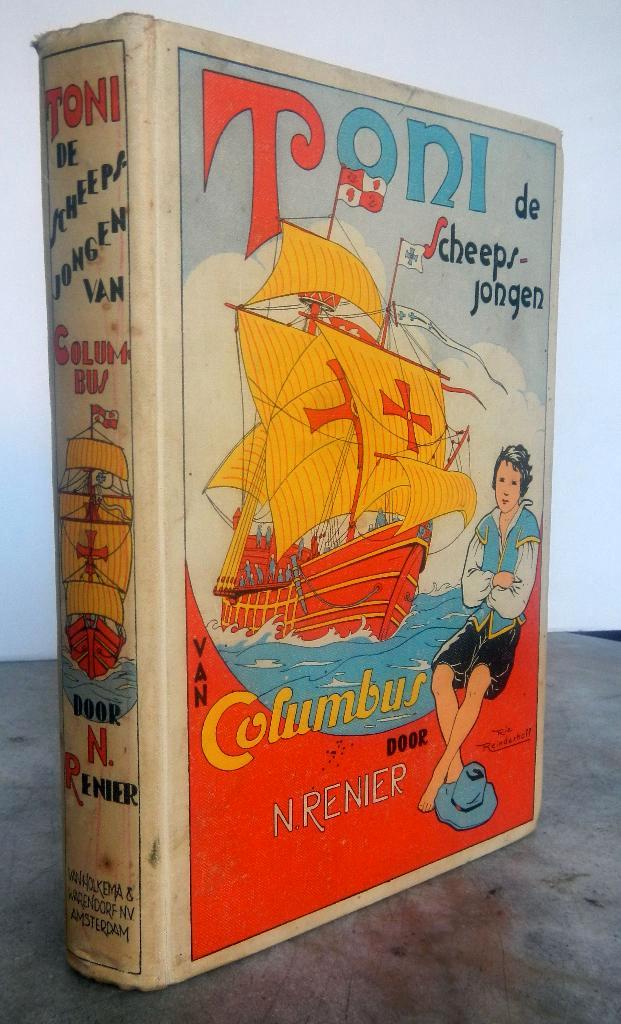 TONI
DE
SCHEEPS-
JONGEN
VAN
COLUM-
BUS
DOOR
N.
RENIER
VAN HOLKEMA &
WARENDORF NV
AMSTERDAM
Toni de
Scheeps-
jongen
VAN
Columbus
DOOR
N. RENIER
Rie
Reinderhoff